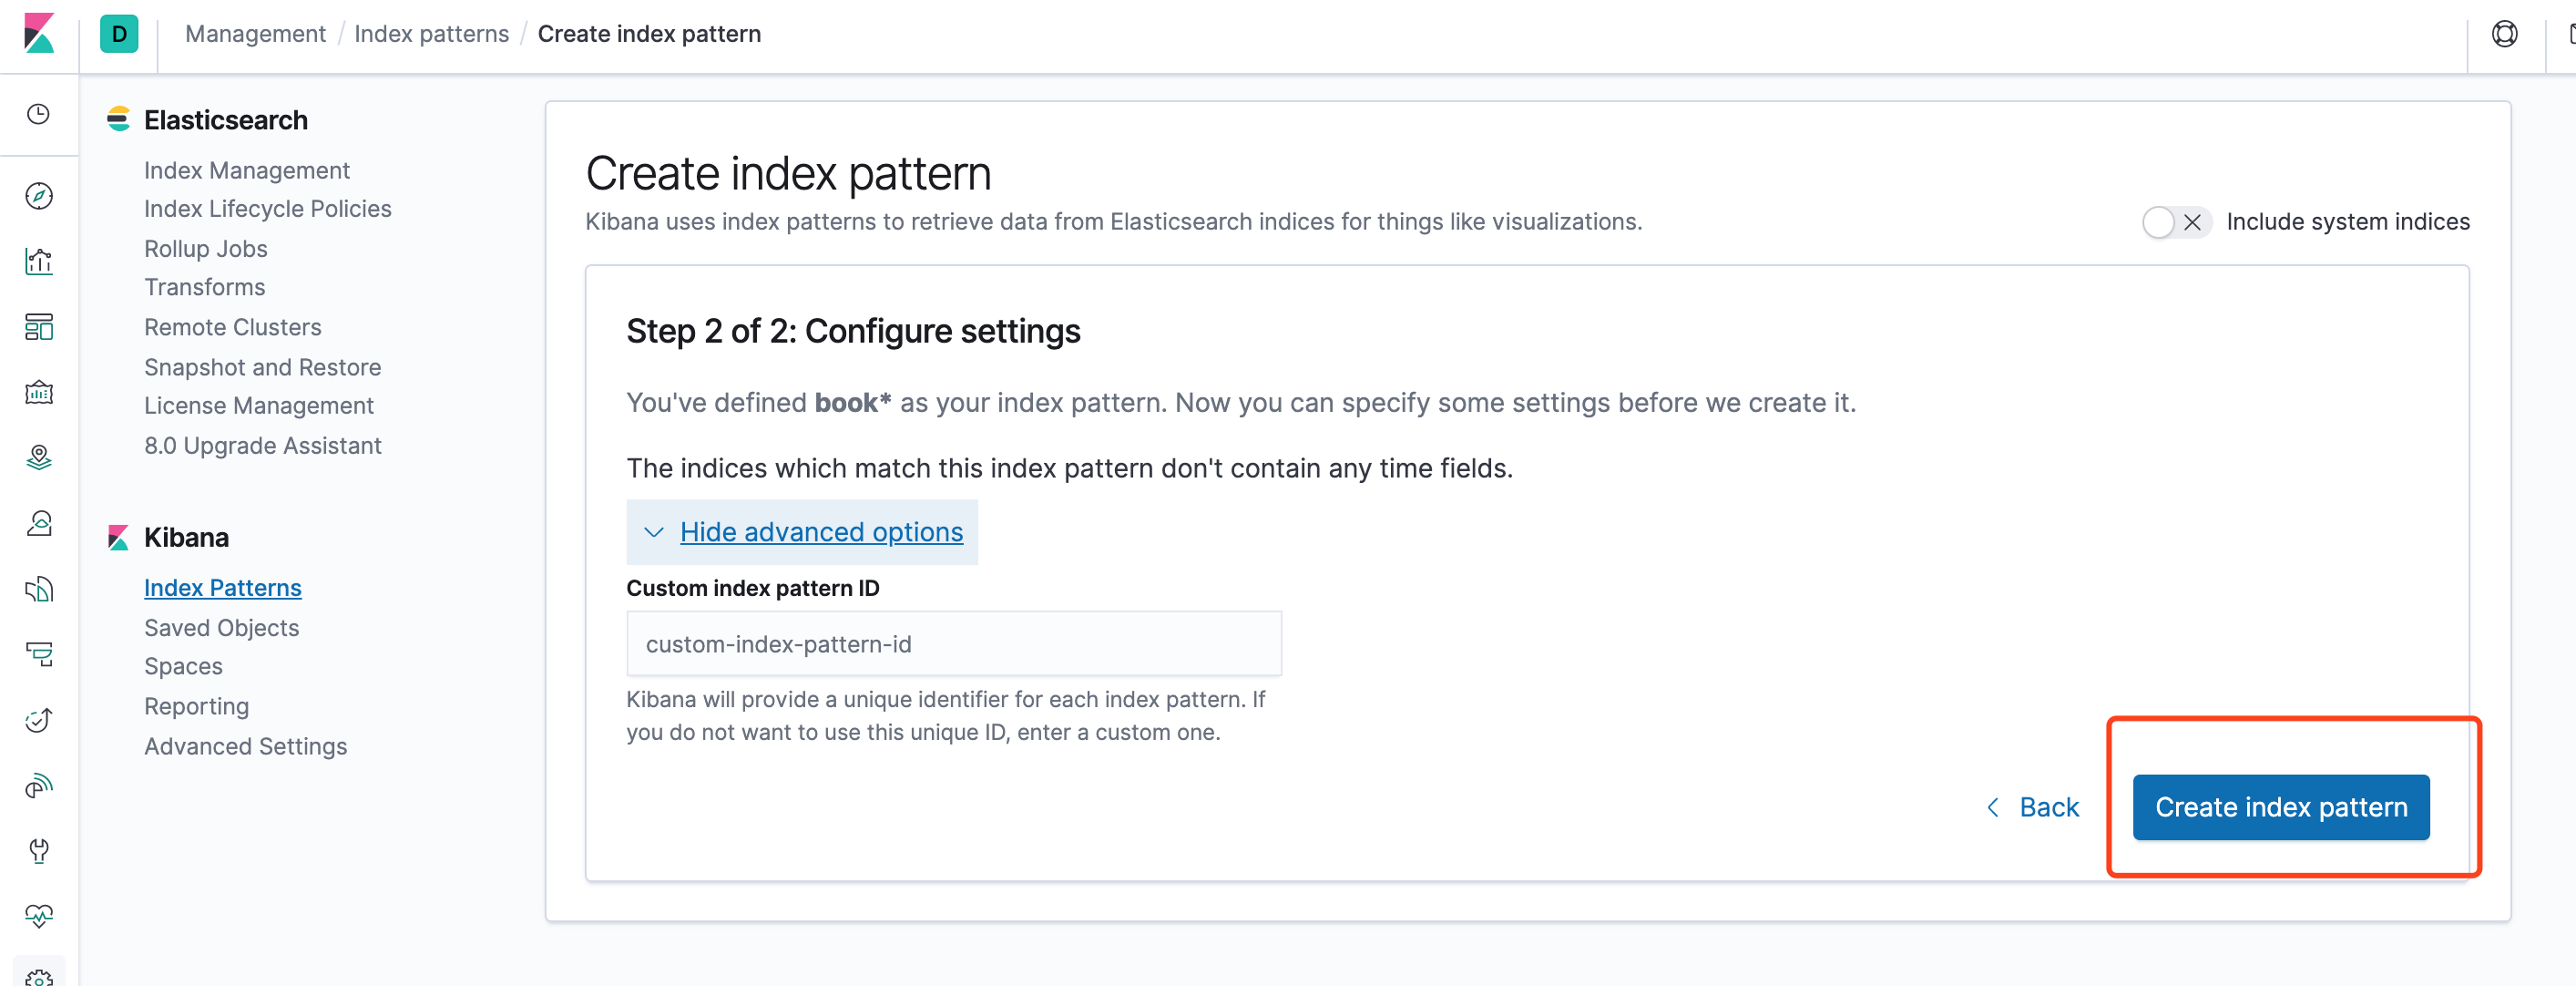 D
Management / Index patterns / Create index pattern
Elasticsearch
Index Management
Index Lifecycle Policies
Rollup Jobs
Transforms
Remote Clusters
Snapshot and Restore
License Management
8.0 Upgrade Assistant
Kibana
Index Patterns
Saved Objects
Spaces
Reporting
Advanced Settings
Create index pattern
Kibana uses index patterns to retrieve data from Elasticsearch indices for things like visualizations.
Include system indices
Step 2 of 2: Configure settings
You've defined book* as your index pattern. Now you can specify some settings before we create it.
The indices which match this index pattern don't contain any time fields.
Hide advanced options
Custom index pattern ID
custom-index-pattern-id
Kibana will provide a unique identifier for each index pattern. If
you do not want to use this unique ID, enter a custom one.
Back
Create index pattern